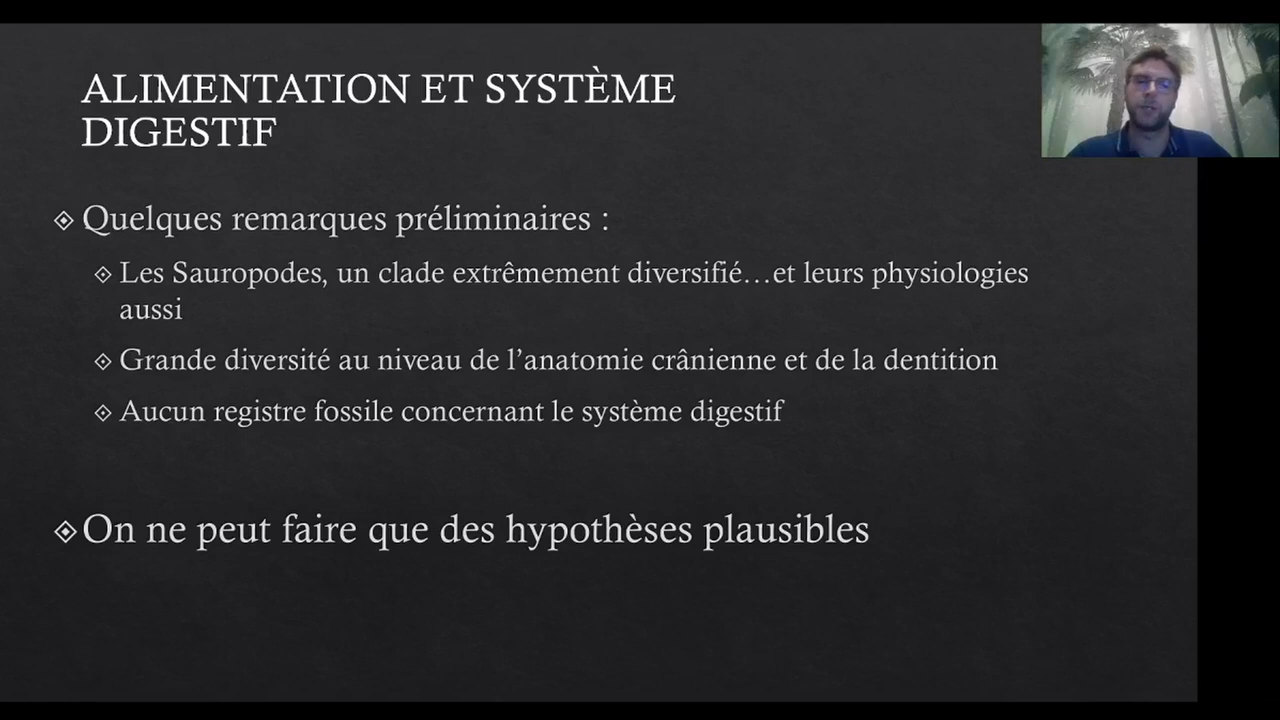 ALIMENTATION ET SYSTÈME
DIGESTIF
Quelques remarques préliminaires :
Les Sauropodes, un clade extrêmement diversifié…et leurs physiologies
aussi
Grande diversité au niveau de l’anatomie crânienne et de la dentition
Aucun registre fossile concernant le système digestif
On ne peut faire que des hypothèses plausibles